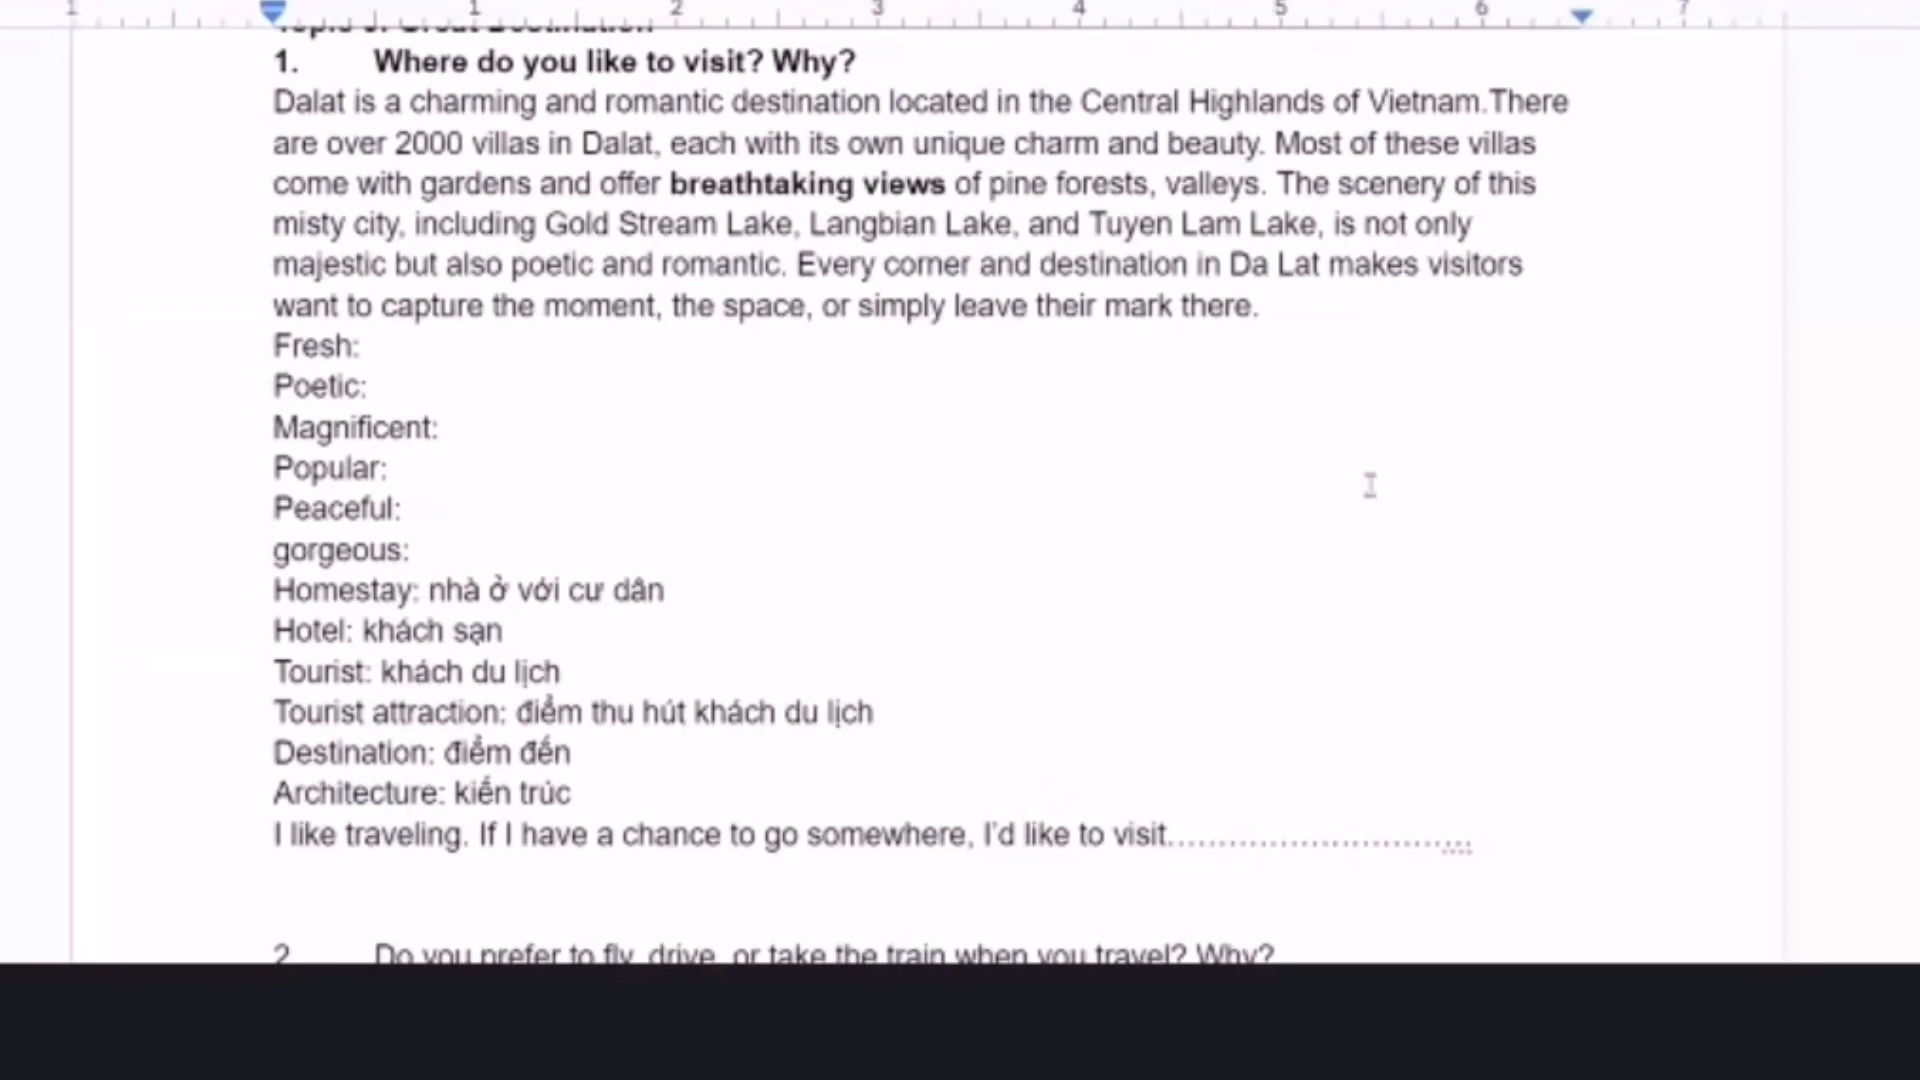 1 1 2 3 4 5 6 7
1. Where do you like to visit? Why?
Dalat is a charming and romantic destination located in the Central Highlands of Vietnam.There
are over 2000 villas in Dalat, each with its own unique charm and beauty. Most of these villas
come with gardens and offer breathtaking views of pine forests, valleys. The scenery of this
misty city, including Gold Stream Lake, Langbian Lake, and Tuyen Lam Lake, is not only
majestic but also poetic and romantic. Every corner and destination in Da Lat makes visitors
want to capture the moment, the space, or simply leave their mark there.
Fresh:
Poetic:
Magnificent:
Popular:
Peaceful:
gorgeous:
Homestay: nhà ở với cư dân
Hotel: khách sạn
Tourist: khách du lịch
Tourist attraction: điểm thu hút khách du lịch
Destination: điểm đến
Architecture: kiến trúc
I like traveling. If I have a chance to go somewhere, I'd like to visit..............................
2 Do you prefer to fly, drive, or take the train when you travel? Why?